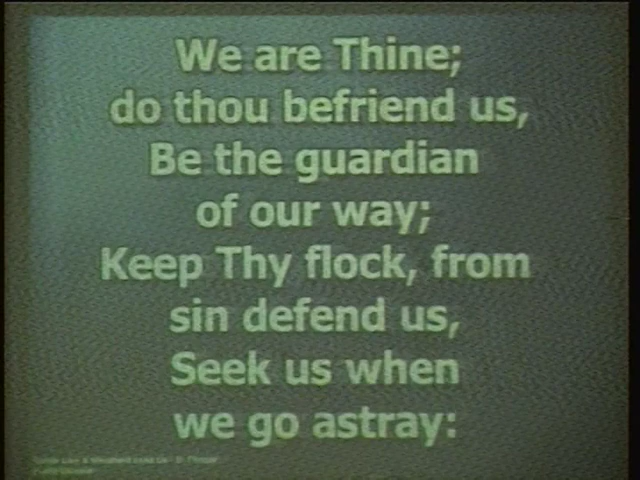 We are Thine;
do thou befriend us,
Be the guardian
of our way;
Keep Thy flock, from
sin defend us,
Seek us when
we go astray: